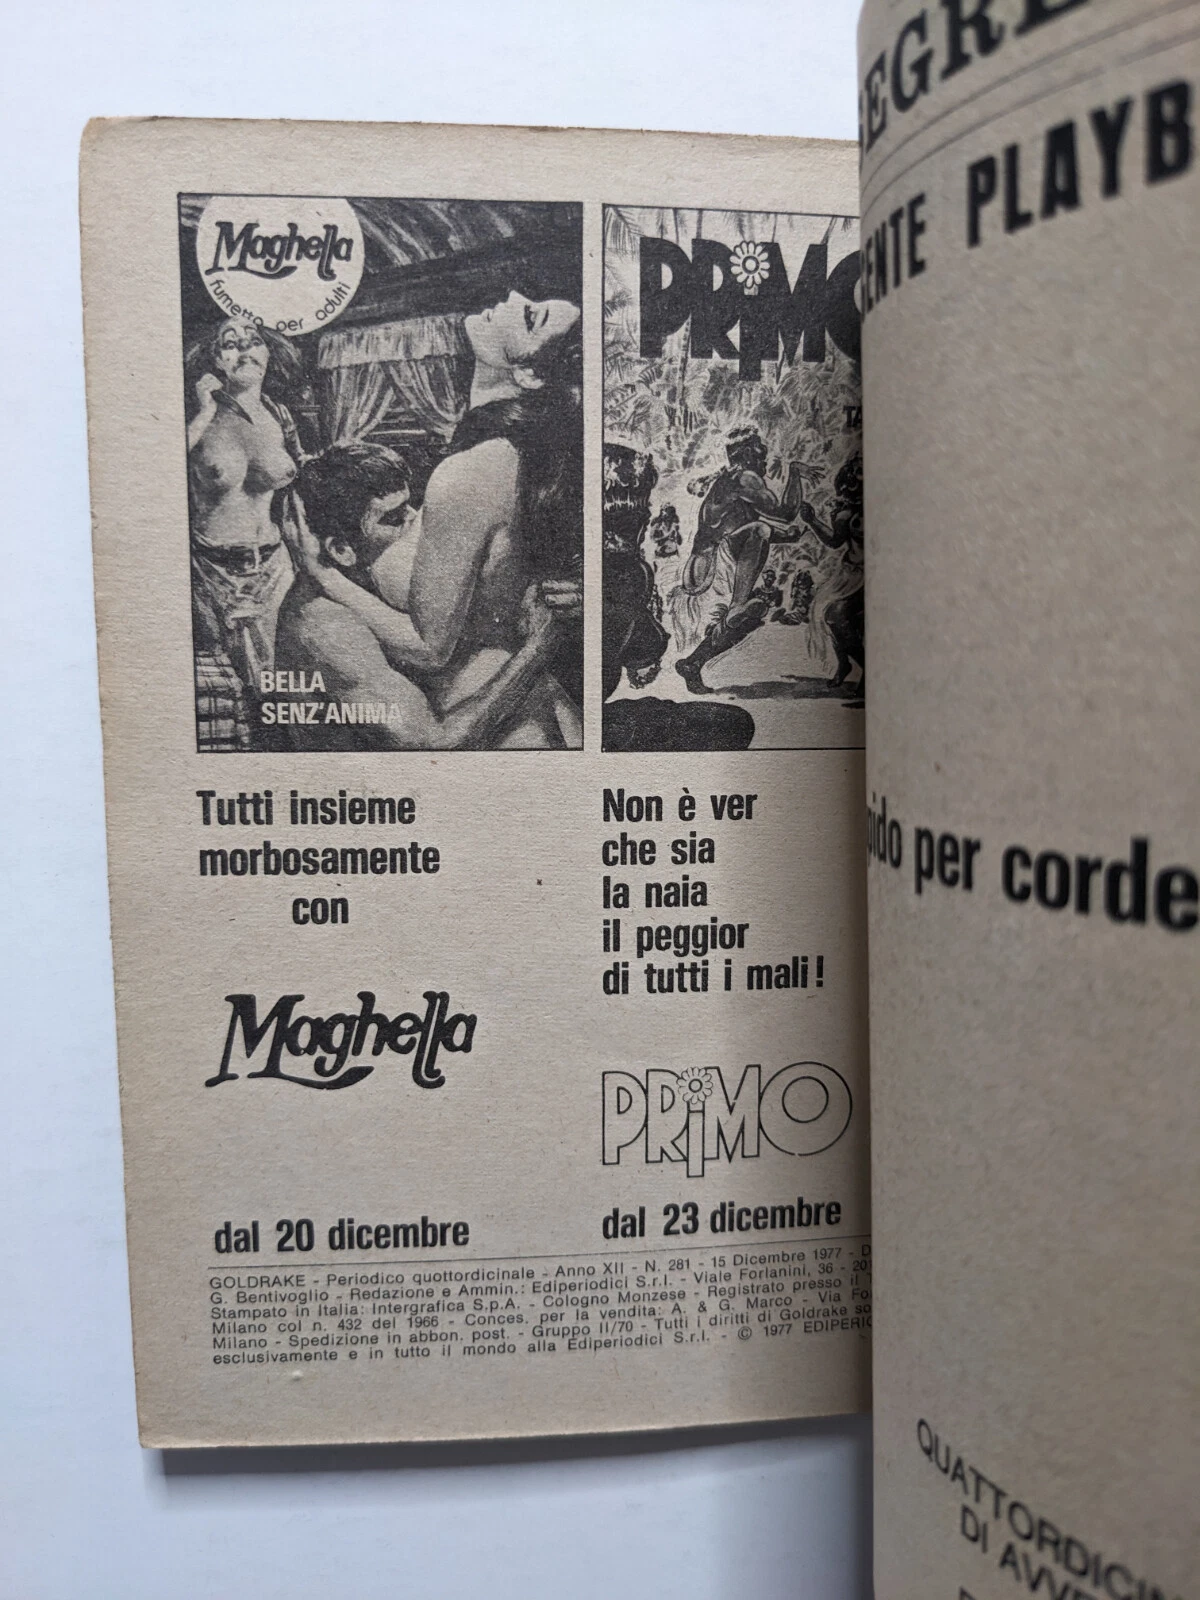 Maghella
fumetto per adulti
BELLA
SENZ'ANIMA
Tutti insieme
morbosamente
con
Maghella
dal 20 dicembre
PRIMO
Non è ver
che sia
la naia
il peggior
di tutti i mali!
PRIMO
dal 23 dicembre
GOLDRAKE - Periodico quottordicinale - Anno XII - N. 281 - 15 Dicembre 1977 -
G. Bentivoglio - Redazione e Ammin.: Ediperiodici S.r.l. - Viale Forlanini, 36 -
Stampato in Italia: Intergrafica S.p.A. - Cologno Monzese - Registrato presso il
Milano col n. 432 del 1966 - Conces. per la vendita: A. & G. Marco - Via
Milano - Spedizione in abbon. post. - Gruppo II/70 - Tutti i diritti di Goldrake
esclusivamente e in tutto il mondo alla Ediperiodici S.r.l. - © 1977
per corde
DI